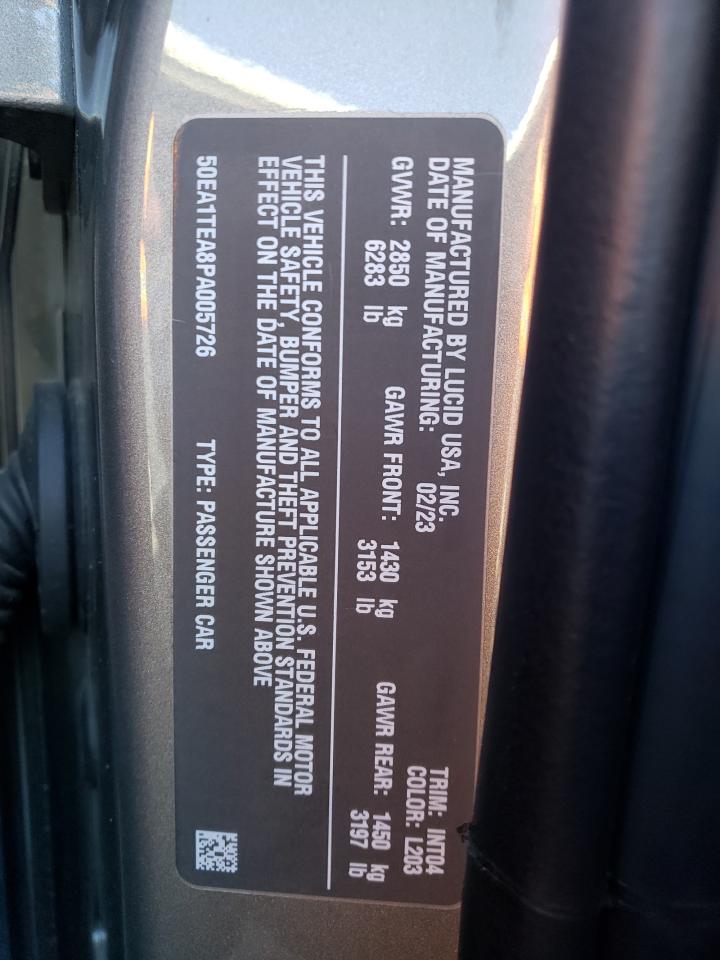 MANUFACTURED BY LUCID USA, INC.
DATE OF MANUFACTURING: 02/23
TRIM: INT04
COLOR: L203
GVWR: 2850 kg
6283 lb
GAWR FRONT: 1430 kg
3153 lb
GAWR REAR: 1450 kg
3197 lb
THIS VEHICLE CONFORMS TO ALL APPLICABLE U.S. FEDERAL MOTOR
VEHICLE SAFETY, BUMPER AND THEFT PREVENTION STANDARDS IN
EFFECT ON THE DATE OF MANUFACTURE SHOWN ABOVE
50EA1TEA8PA005726 TYPE: PASSENGER CAR